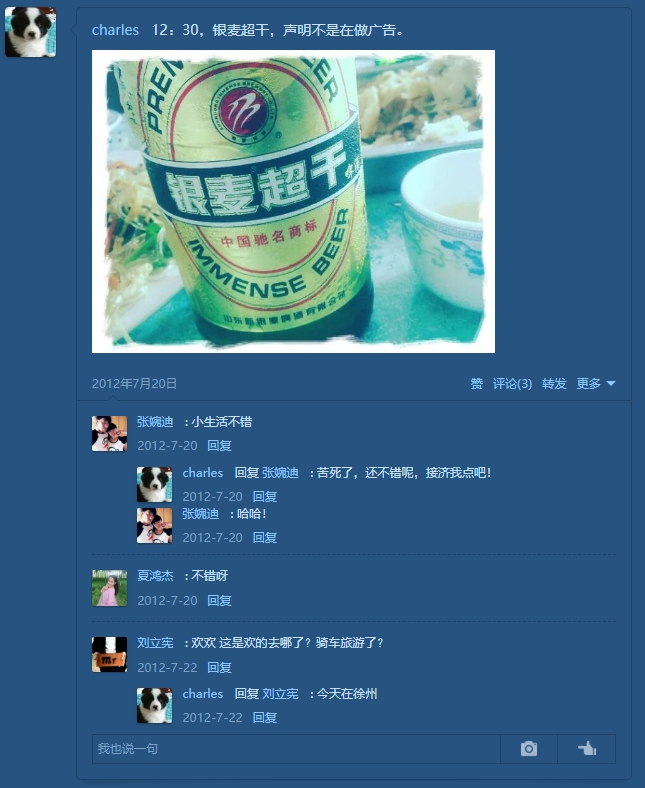 charles 12：30，银麦超干，声明不是在做广告。
PREM
BEER
银麦超干
中国驰名商标
IMMENSE BEER
山东新银麦啤酒有限公司
2012年7月20日 赞 评论(3) 转发 更多
张婉迪 : 小生活不错
2012-7-20 回复
charles 回复 张婉迪 : 苦死了，还不错呢，接济我点吧!
2012-7-20 回复
张婉迪 : 哈哈!
2012-7-20 回复
夏鸿杰 : 不错呀
2012-7-20 回复
刘立宪 : 欢欢 这是欢的去哪了？骑车旅游了?
2012-7-22 回复
mr
charles 回复 刘立宪 : 今天在徐州
2012-7-22 回复
我也说一句